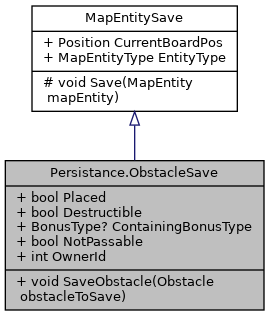 MapEntitySave
+ Position CurrentBoardPos
+ MapEntityType EntityType
# void Save(MapEntity
mapEntity)
Persistance.ObstacleSave
+ bool Placed
+ bool Destructible
+ BonusType? ContainingBonusType
+ bool NotPassable
+ int OwnerId
+ void SaveObstacle(Obstacle
obstacleToSave)